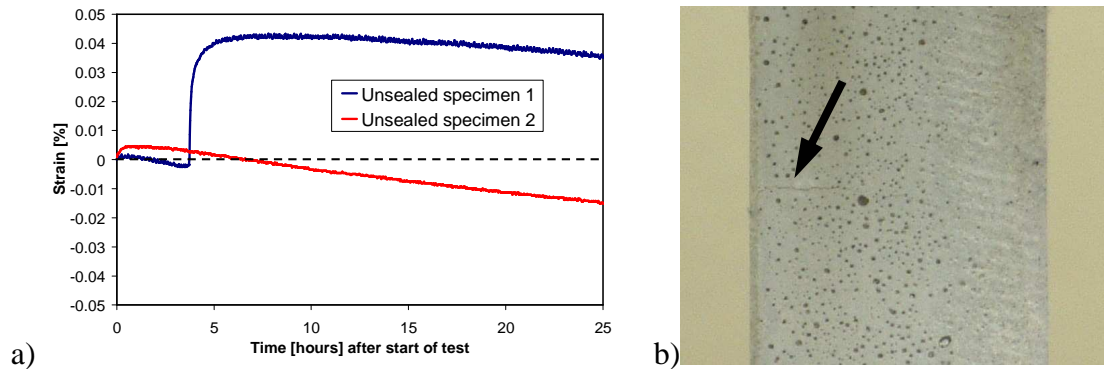 0.05
0.04
0.03
0.02
0.01
0
-0.01
-0.02
-0.03
-0.04
-0.05
Strain [%]
Unsealed specimen 1
Unsealed specimen 2
0 5 10 15 20 25
Time [hours] after start of test
a)
b)